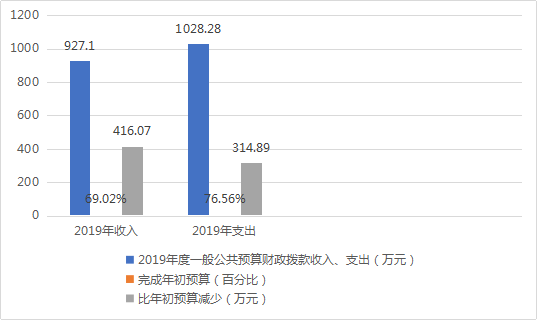 1200
1028.28
1000
927.1
800
600
416.07
400
314.89
200
69.02%
76.56%
0
2019年收入
2019年支出
2019年度一般公共预算财政拨款收入、支出（万元）
完成年初预算（百分比）
比年初预算减少（万元）